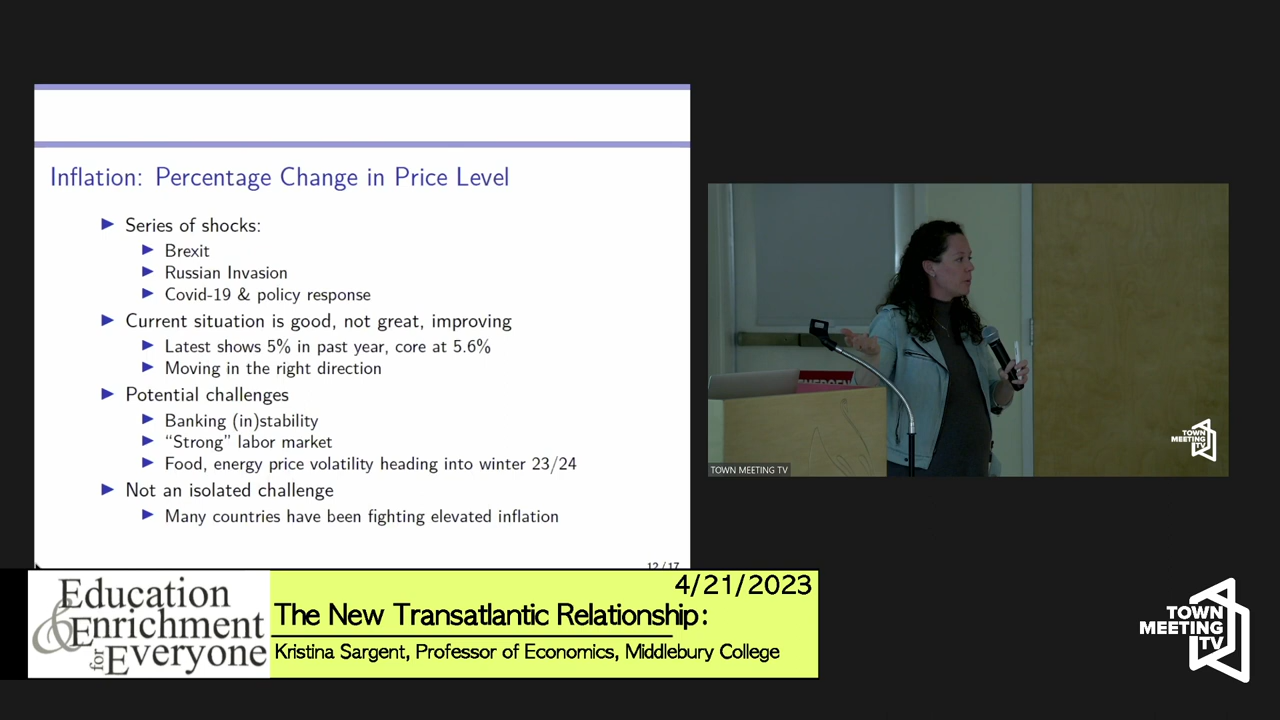 Inflation: Percentage Change in Price Level
Series of shocks:
Brexit
Russian Invasion
Covid-19 & policy response
Current situation is good, not great, improving
Latest shows 5% in past year, core at 5.6%
Moving in the right direction
Potential challenges
Banking (in)stability
“Strong” labor market
Food, energy price volatility heading into winter 23/24
Not an isolated challenge
Many countries have been fighting elevated inflation
12/17
TOWN
MEETING
TV
TOWN MEETING TV
Education
& Enrichment
for Everyone
4/21/2023
The New Transatlantic Relationship:
Kristina Sargent, Professor of Economics, Middlebury College
TOWN
MEETING
TV